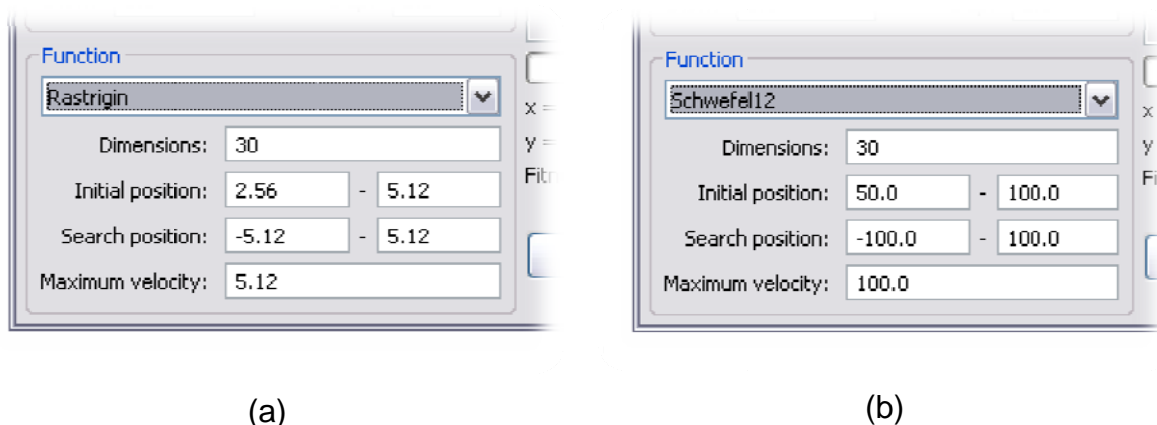 Function
Rastrigin
x =
Dimensions: 30
y =
Initial position: 2.56 - 5.12
Search position: -5.12 - 5.12
Maximum velocity: 5.12
(a)
Function
Schwefel12
x
Dimensions: 30
y
Initial position: 50.0 - 100.0
Search position: -100.0 - 100.0
Maximum velocity: 100.0
(b)